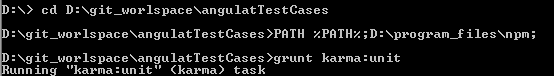 D:\> cd D:\git_worlspace\angulatTestCases
D:\git_worlspace\angulatTestCases>PATH %PATH%;D:\program_files\npm;
D:\git_worlspace\angulatTestCases>grunt karma:unit
Running "karma:unit" (karma) task